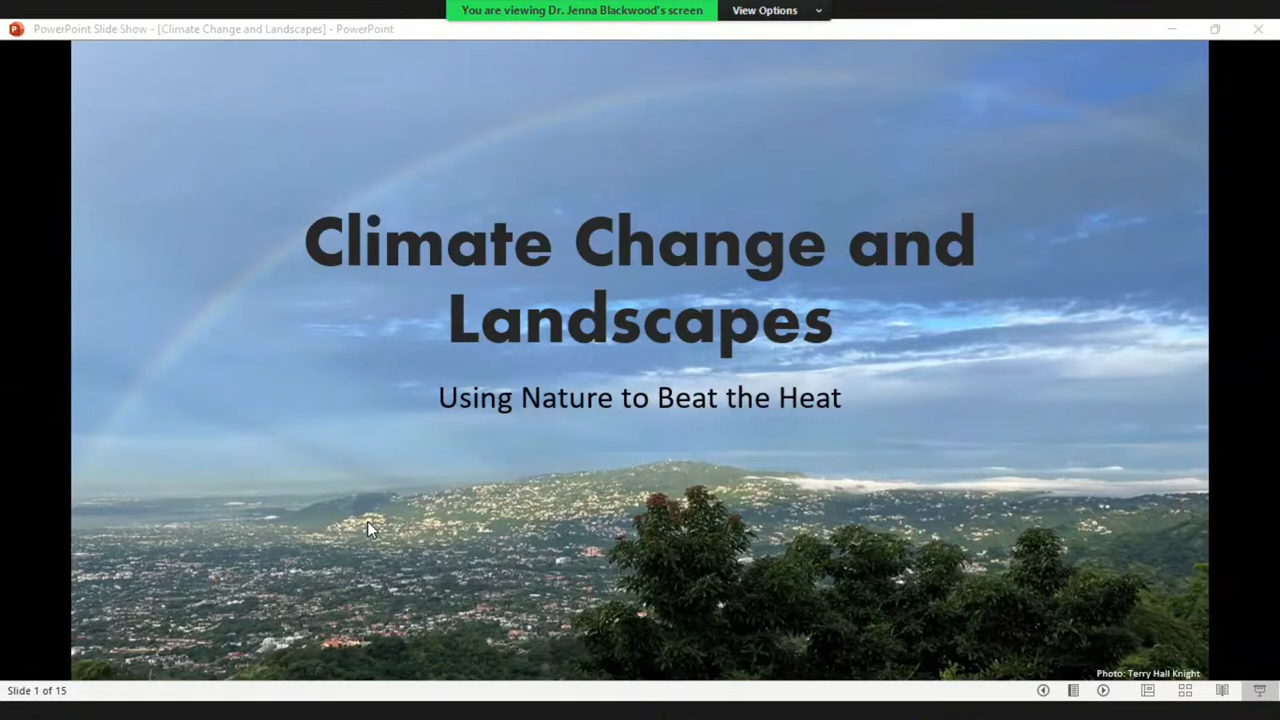 You are viewing Dr. Jenna Blackwood's screen
View Options
PowerPoint Slide Show - [Climate Change and Landscapes] - PowerPoint
Climate Change and
Landscapes
Using Nature to Beat the Heat
Photo: Terry Hall Knight
Slide 1 of 15